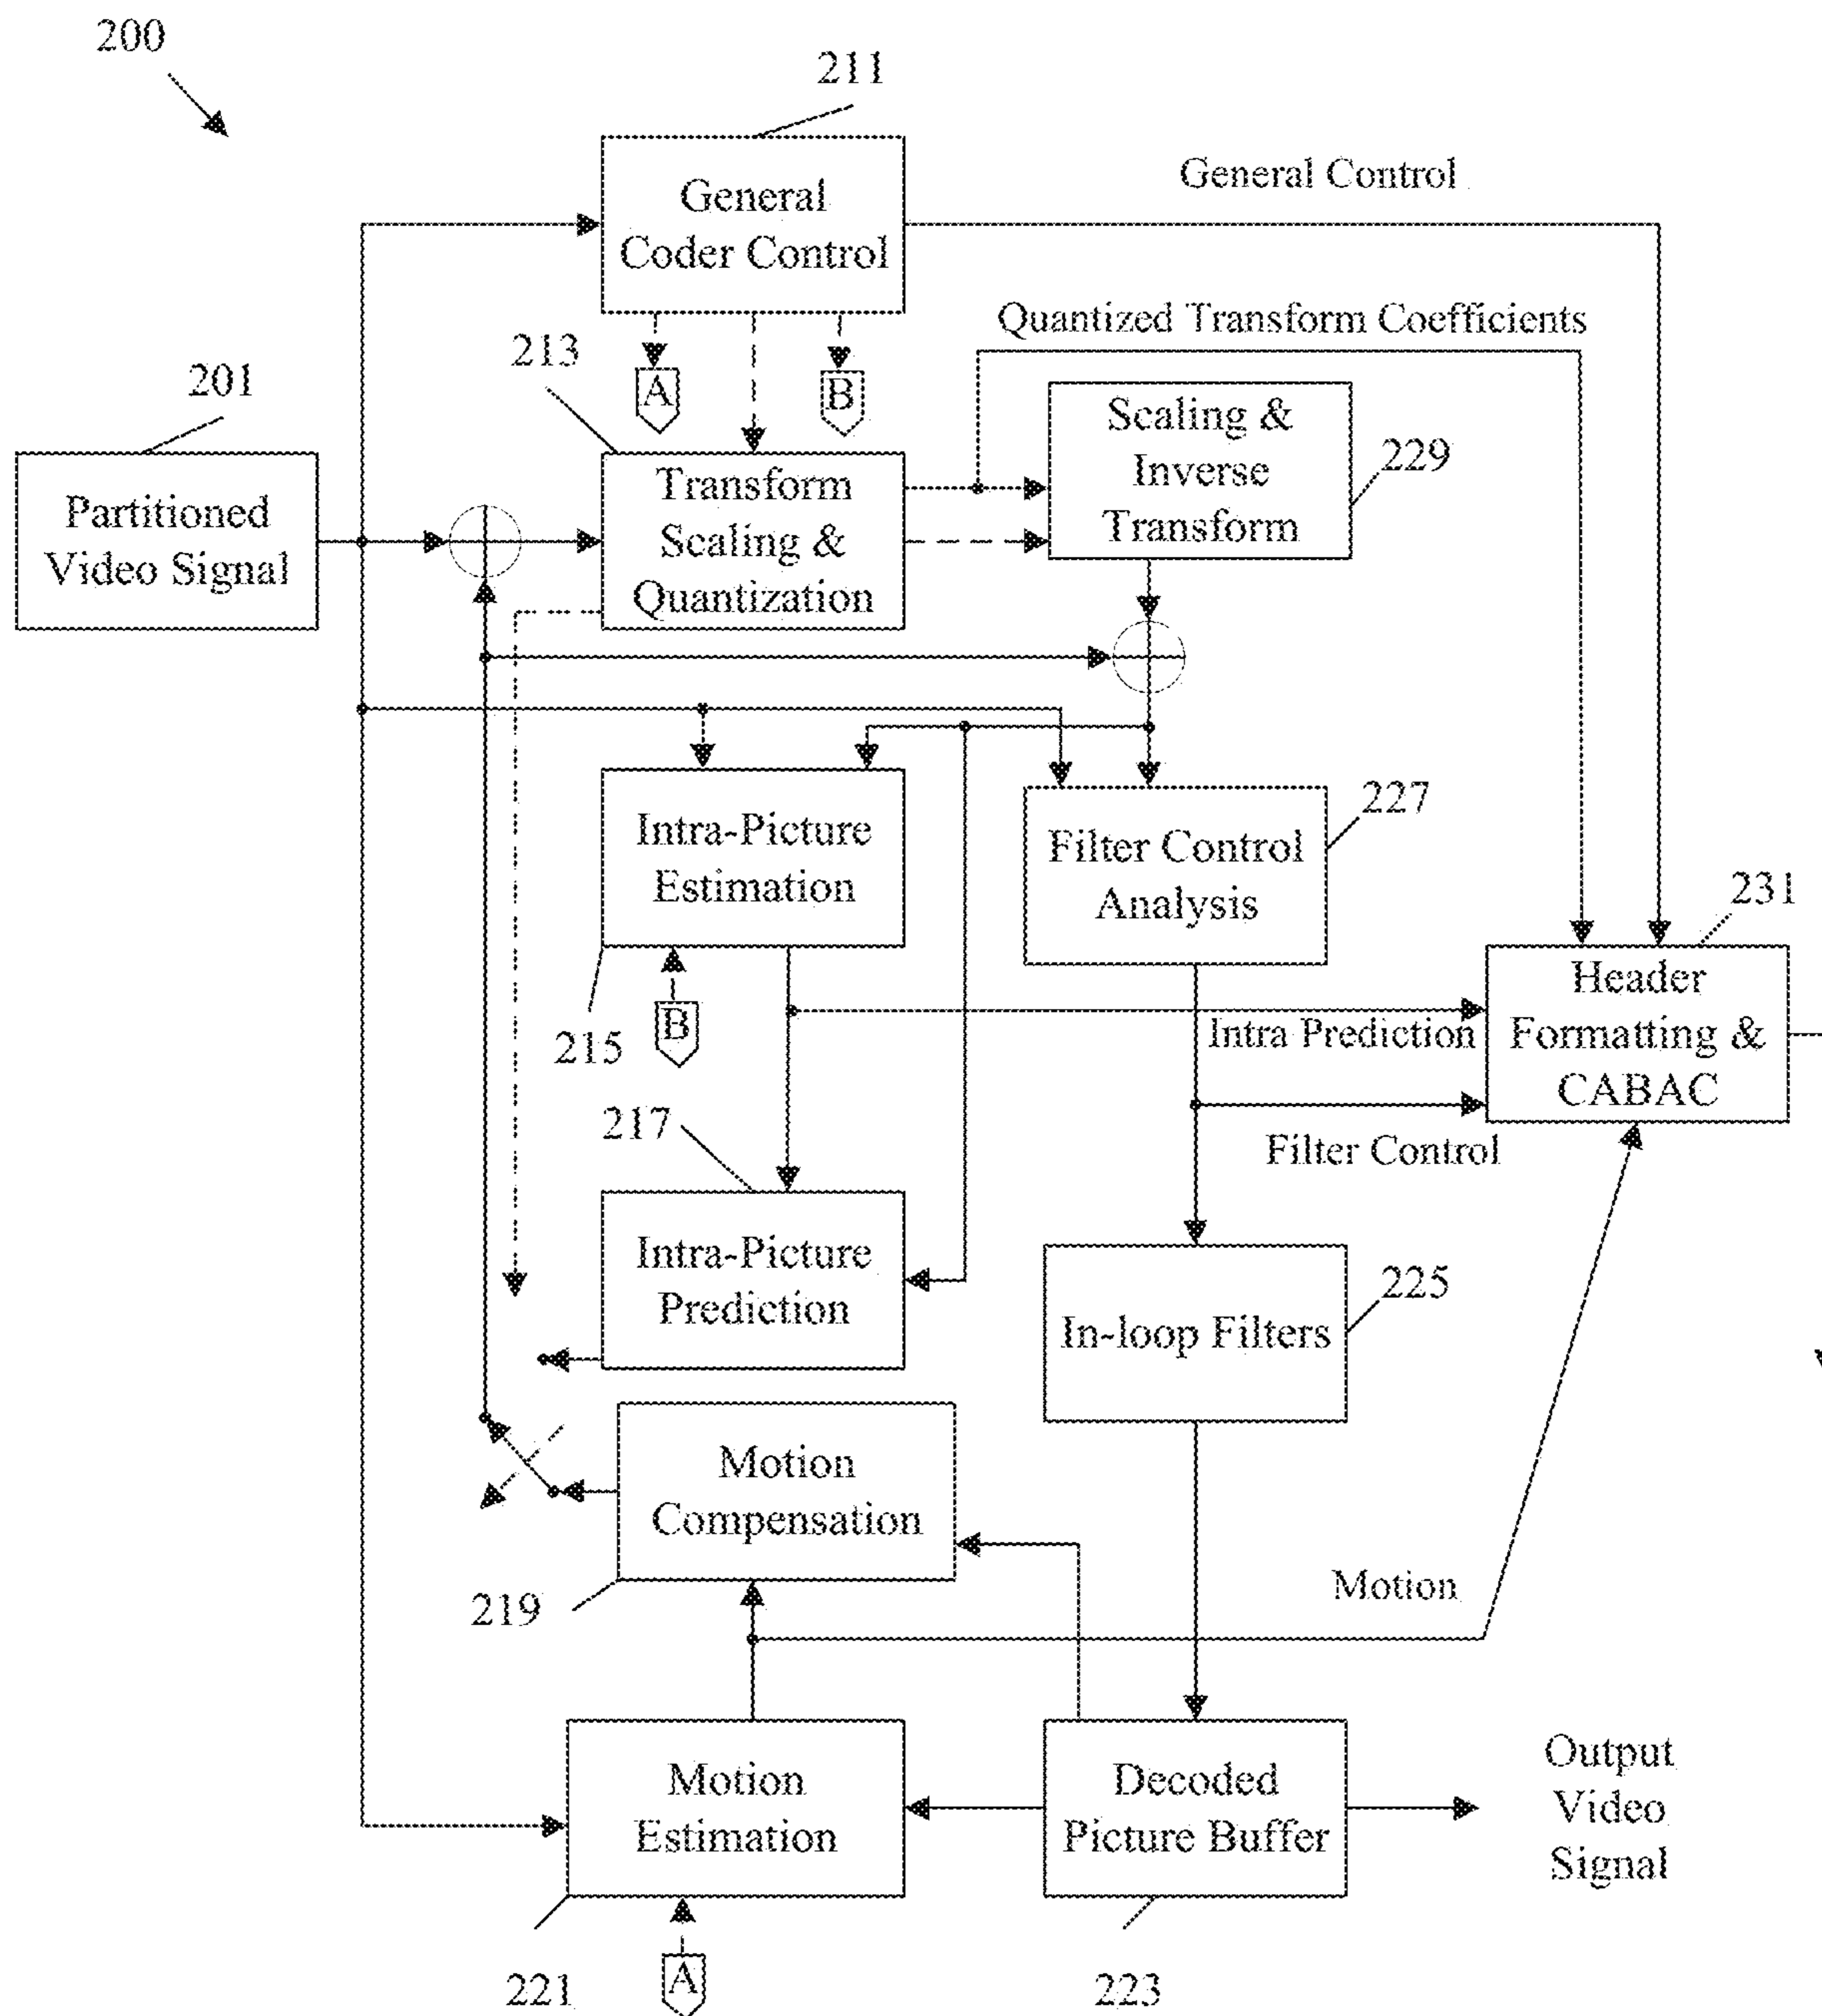 200
211
General
Coder Control
General Control
Quantized Transform Coefficients
213
A
B
201
Partitioned
Video Signal
Transform
Scaling &
Quantization
Scaling &
Inverse
Transform
229
Intra-Picture
Estimation
215
B
227
Filter Control
Analysis
231
Header
Formatting &
CABAC
Intra Prediction
Filter Control
217
Intra-Picture
Prediction
225
In-loop Filters
Motion
Compensation
219
Motion
Motion
Estimation
221
A
Decoded
Picture Buffer
223
Output
Video
Signal